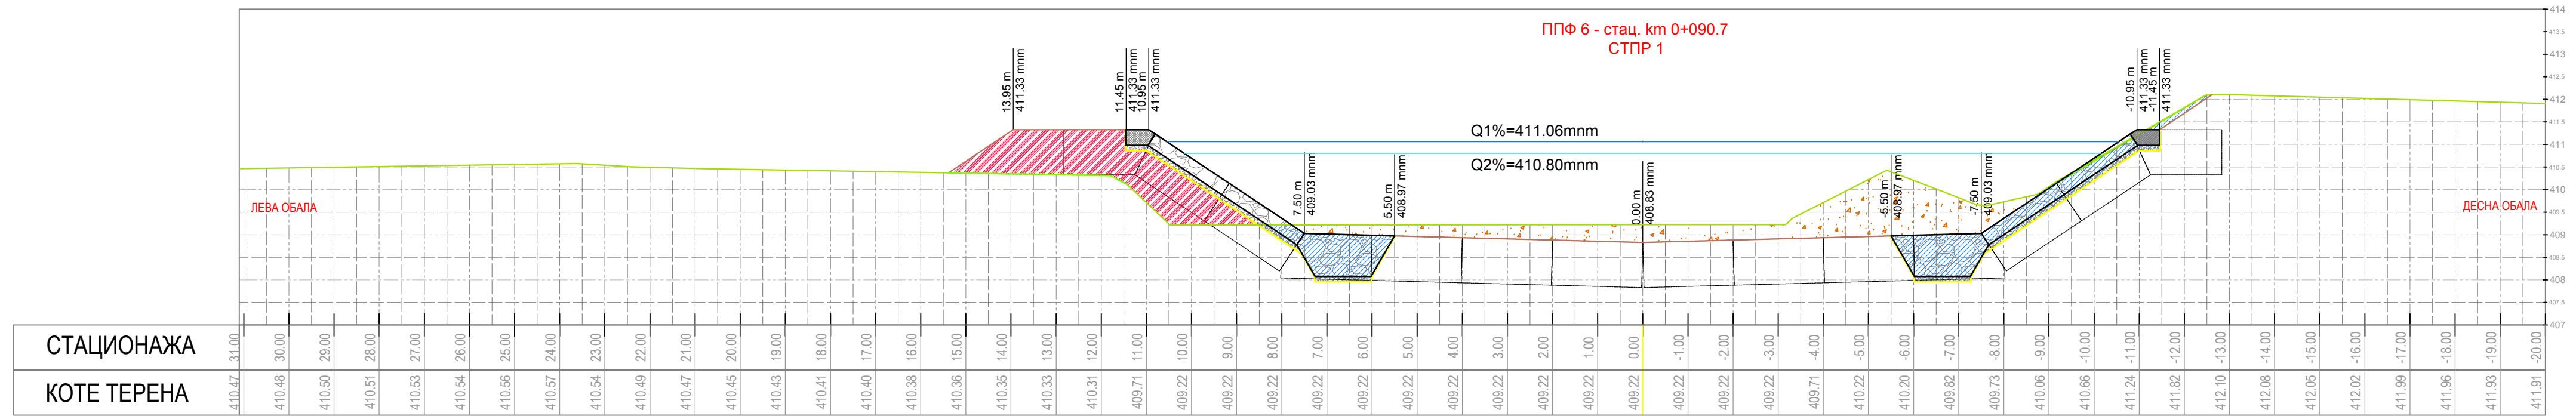 ППФ 6 - стац. km 0+090.7
СТПР 1
13.95 m
411.33 mnm
11.45 m
411.33 mnm
10.95 m
411.33 mnm
7.50 m
409.03 mnm
5.50 m
408.97 mnm
0.00 m
408.83 mnm
-5.50 m
408.97 mnm
-7.50 m
409.03 mnm
-10.95 m
411.33 mnm
-11.45 m
411.33 mnm
Q1%=411.06mnm
Q2%=410.80mnm
ЛЕВА ОБАЛА
ДЕСНА ОБАЛА
414
413.5
413
412.5
412
411.5
411
410.5
410
409.5
409
408.5
408
407.5
407
СТАЦИОНАЖА 31.00 30.00 29.00 28.00 27.00 26.00 25.00 24.00 23.00 22.00 21.00 20.00 19.00 18.00 17.00 16.00 15.00 14.00 13.00 12.00 11.00 10.00 9.00 8.00 7.00 6.00 5.00 4.00 3.00 2.00 1.00 0.00 -1.00 -2.00 -3.00 -4.00 -5.00 -6.00 -7.00 -8.00 -9.00 -10.00 -11.00 -12.00 -13.00 -14.00 -15.00 -16.00 -17.00 -18.00 -19.00 -20.00
КОТЕ ТЕРЕНА 410.47 410.48 410.50 410.51 410.53 410.54 410.56 410.57 410.54 410.49 410.47 410.45 410.43 410.41 410.40 410.38 410.36 410.35 410.33 410.31 409.71 409.22 409.22 409.22 409.22 409.22 409.22 409.22 409.22 409.22 409.22 409.22 409.22 409.22 409.22 409.71 410.22 410.20 409.82 409.73 410.06 410.66 411.24 411.82 412.10 412.08 412.05 412.02 411.99 411.96 411.93 411.91